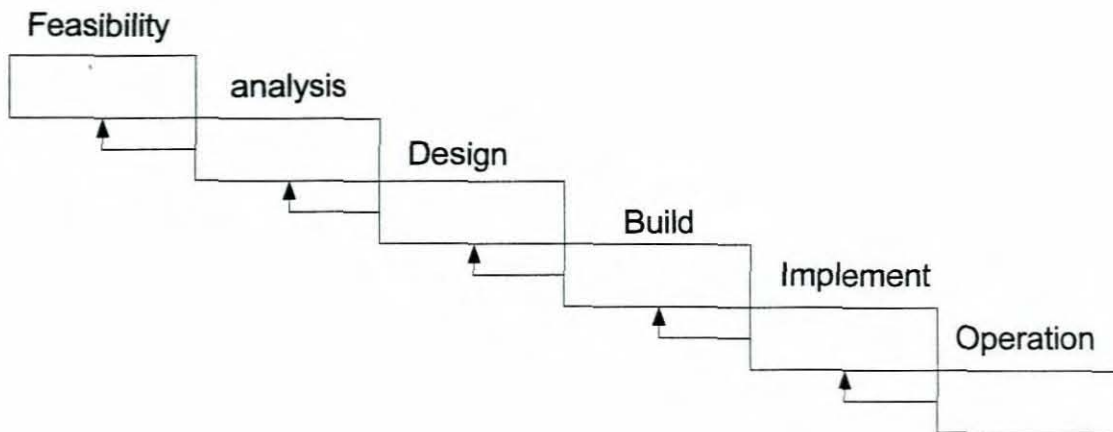 Feasibility
analysis
Design
Build
Implement
Operation